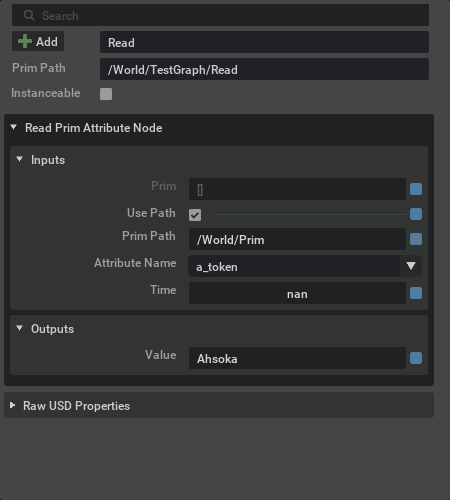 Search
Add Read
Prim Path /World/TestGraph/Read
Instanceable
Read Prim Attribute Node
Inputs
Prim []
Use Path
Prim Path /World/Prim
Attribute Name a_token
Time nan
Outputs
Value Ahsoka
Raw USD Properties